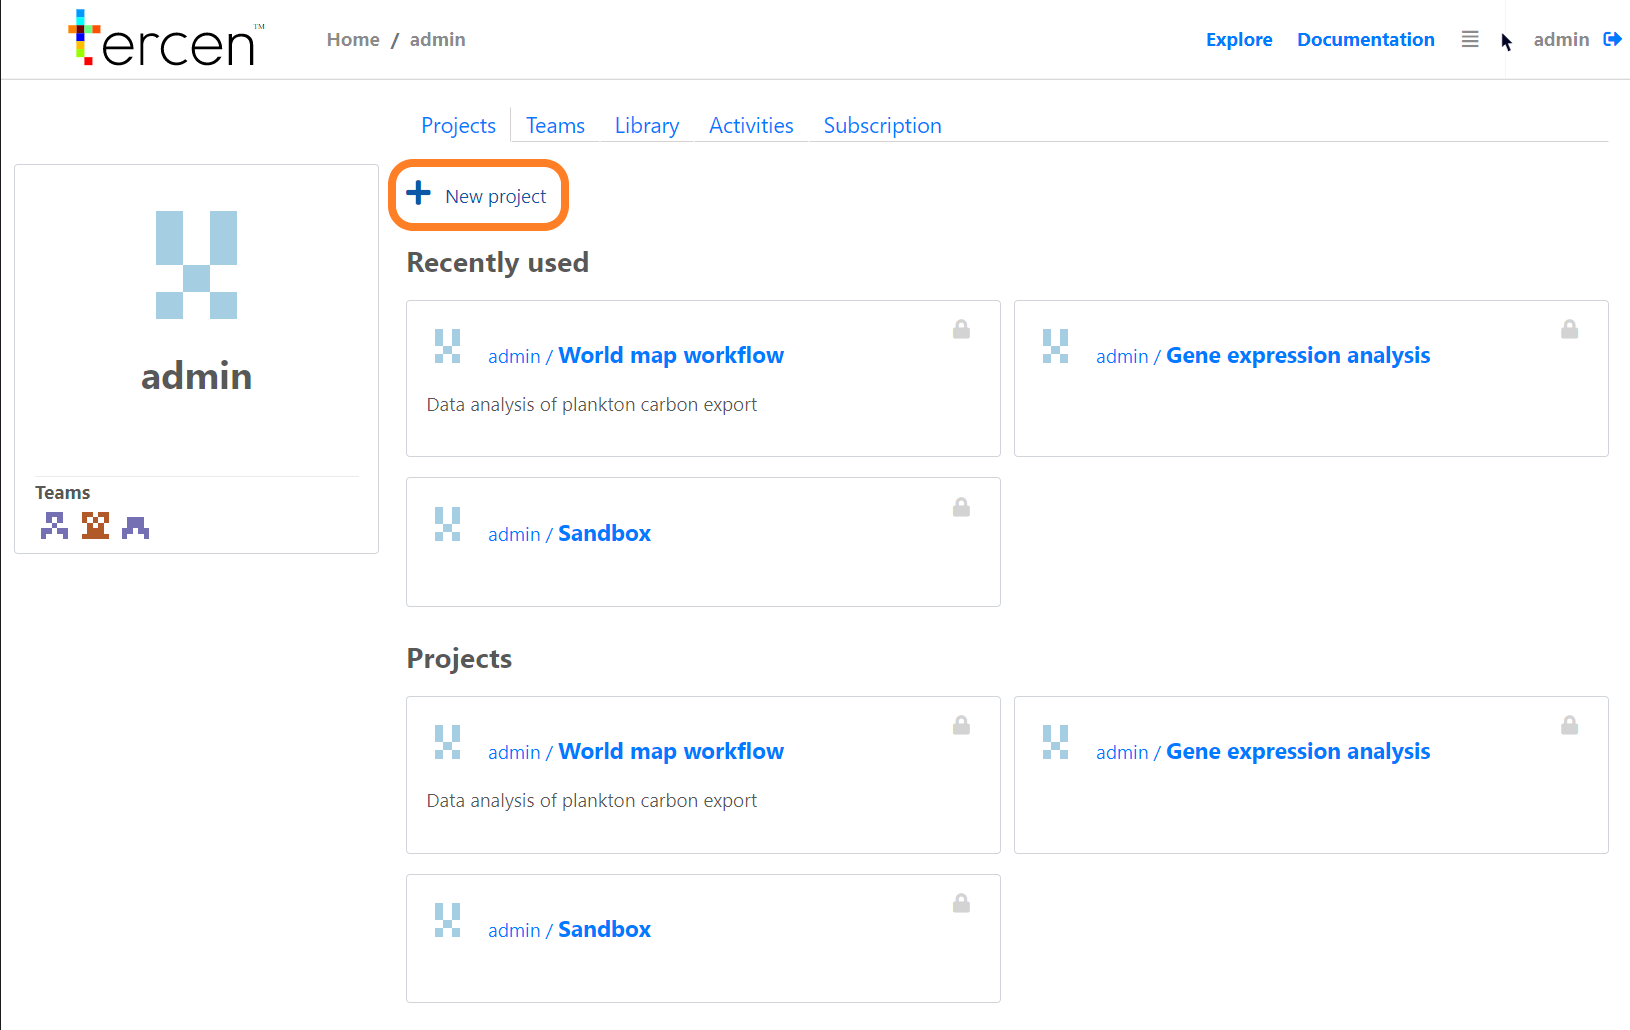 tercen™
Home / admin
Explore Documentation admin
Projects Teams Library Activities Subscription
New project
admin
Teams
Recently used
admin / World map workflow
Data analysis of plankton carbon export
admin / Gene expression analysis
admin / Sandbox
Projects
admin / World map workflow
Data analysis of plankton carbon export
admin / Gene expression analysis
admin / Sandbox